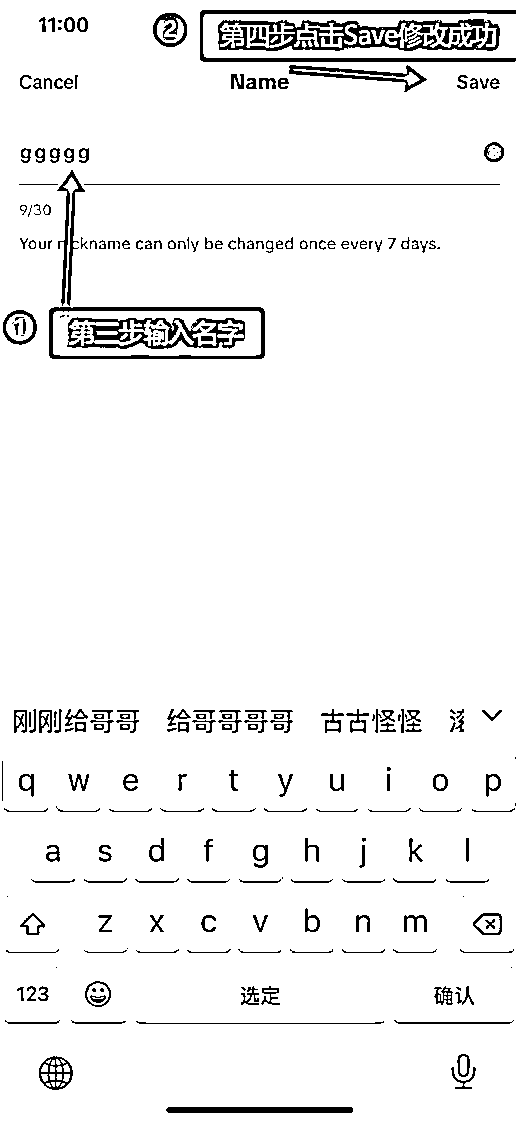 11:00
② 第四步点击Save修改成功
Cancel Name Save
ggggg
9/30
Your nickname can only be changed once every 7 days.
① 第三步输入名字
刚刚给哥哥 给哥哥哥哥 古古怪怪
q w e r t y u i o p
a s d f g h j k l
z x c v b n m
123 选定 确认